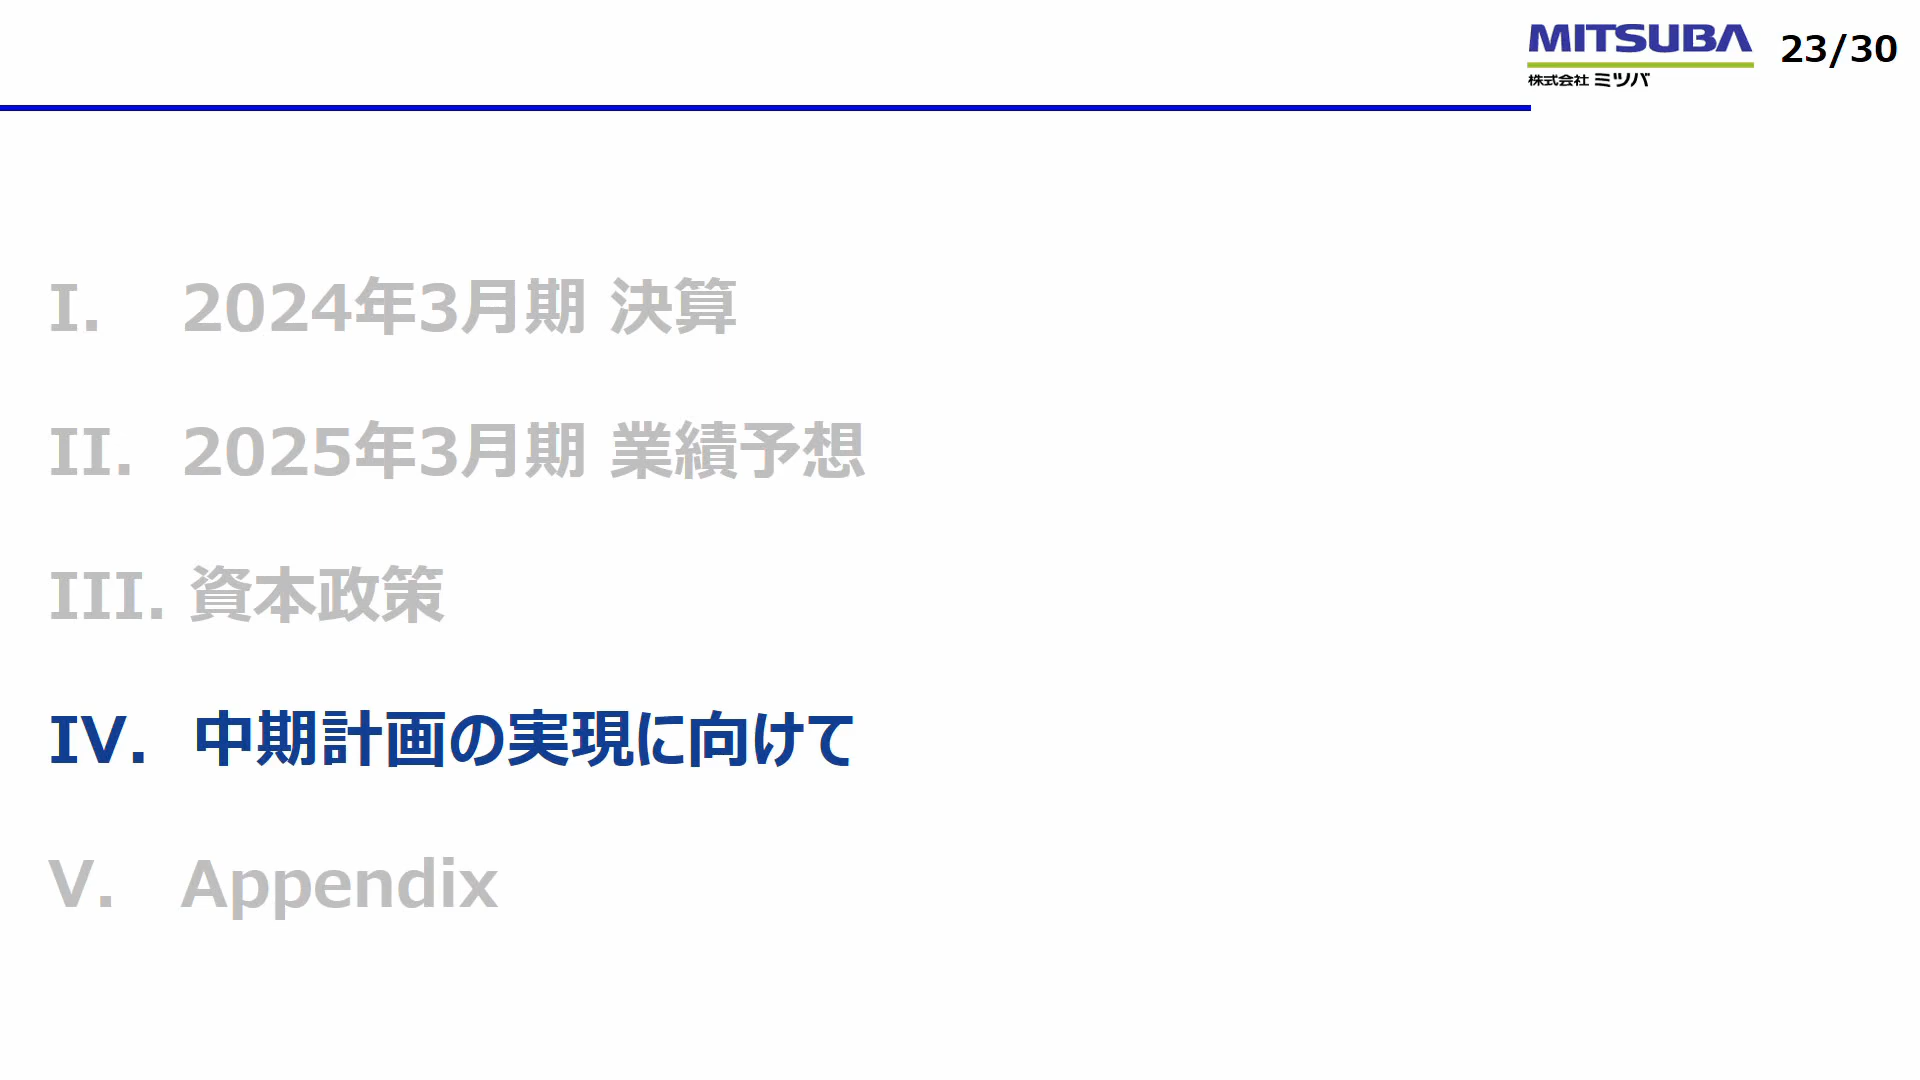 MITSUBA
株式会社 ミツバ
23/30
I. 2024年3月期 決算
II. 2025年3月期 業績予想
III. 資本政策
IV. 中期計画の実現に向けて
V. Appendix